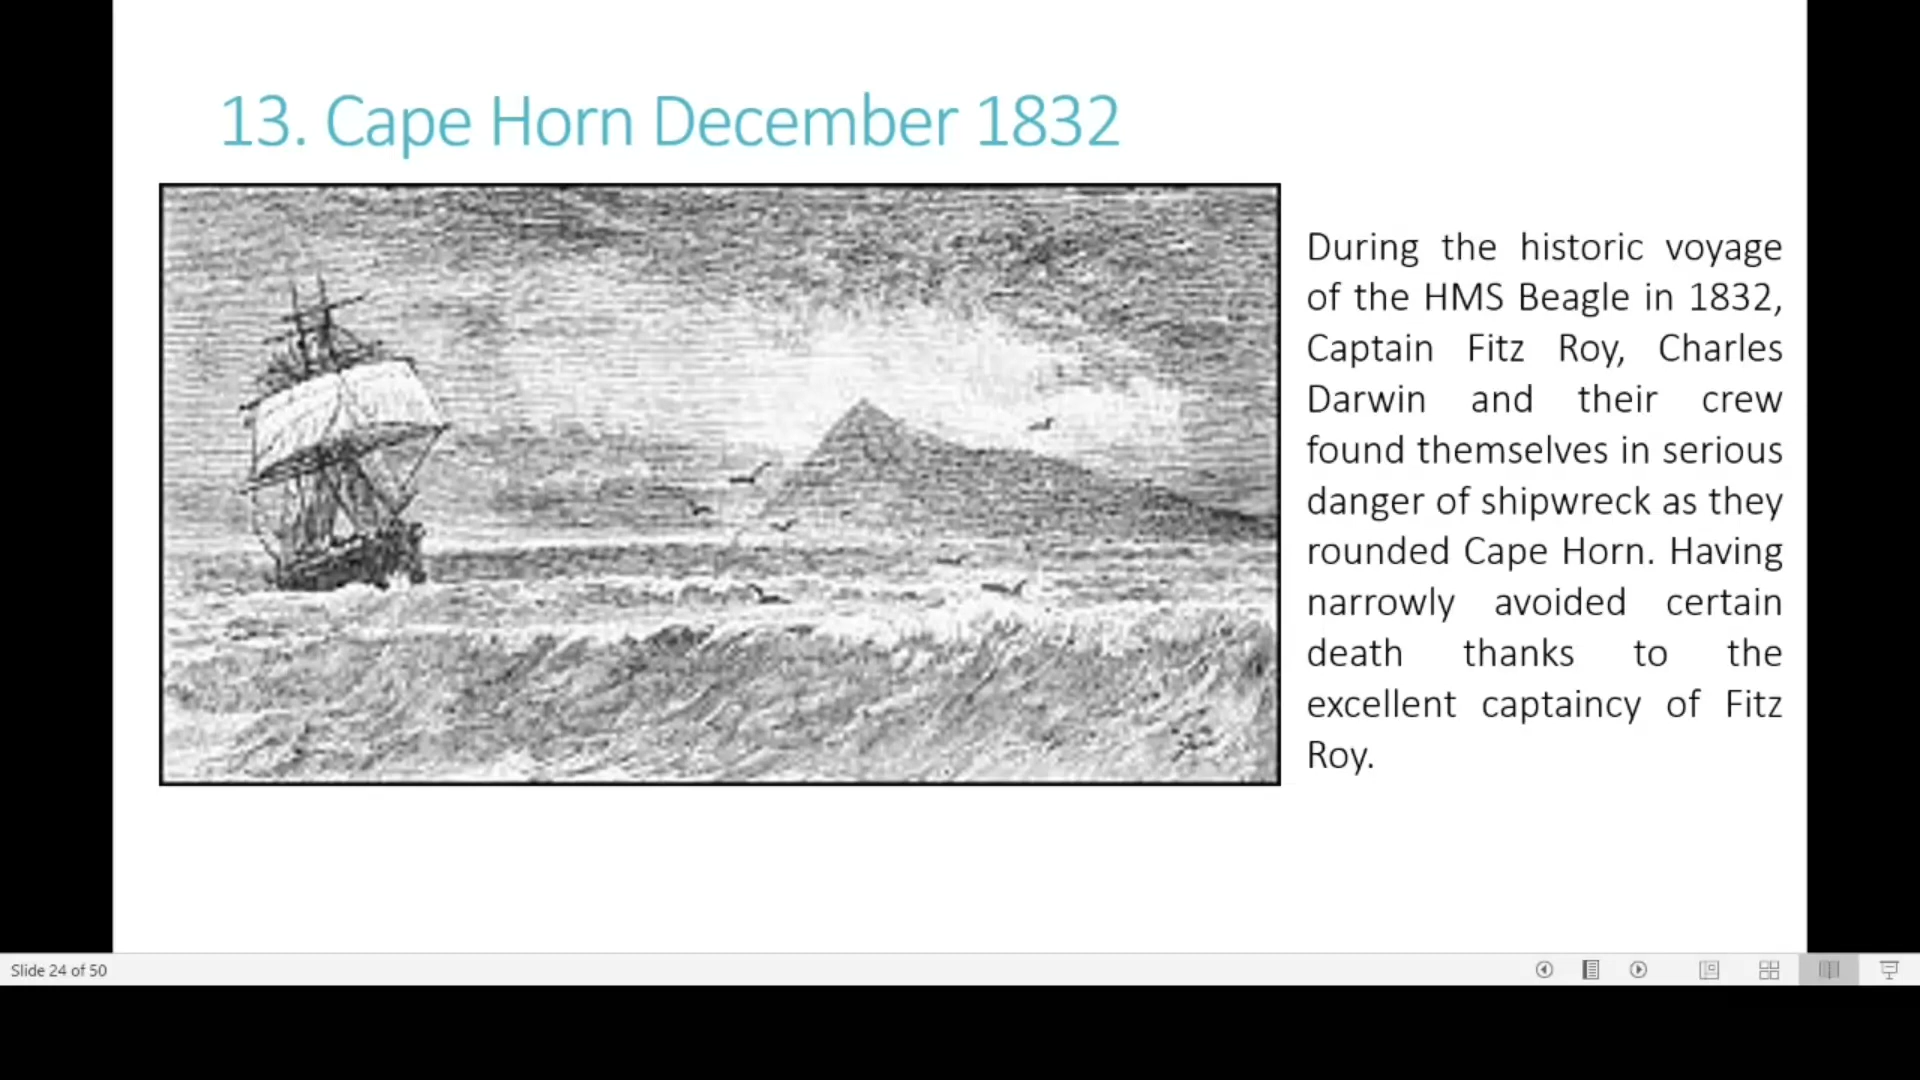 13. Cape Horn December 1832
During the historic voyage
of the HMS Beagle in 1832,
Captain Fitz Roy, Charles
Darwin and their crew
found themselves in serious
danger of shipwreck as they
rounded Cape Horn. Having
narrowly avoided certain
death thanks to the
excellent captaincy of Fitz
Roy.
Slide 24 of 50